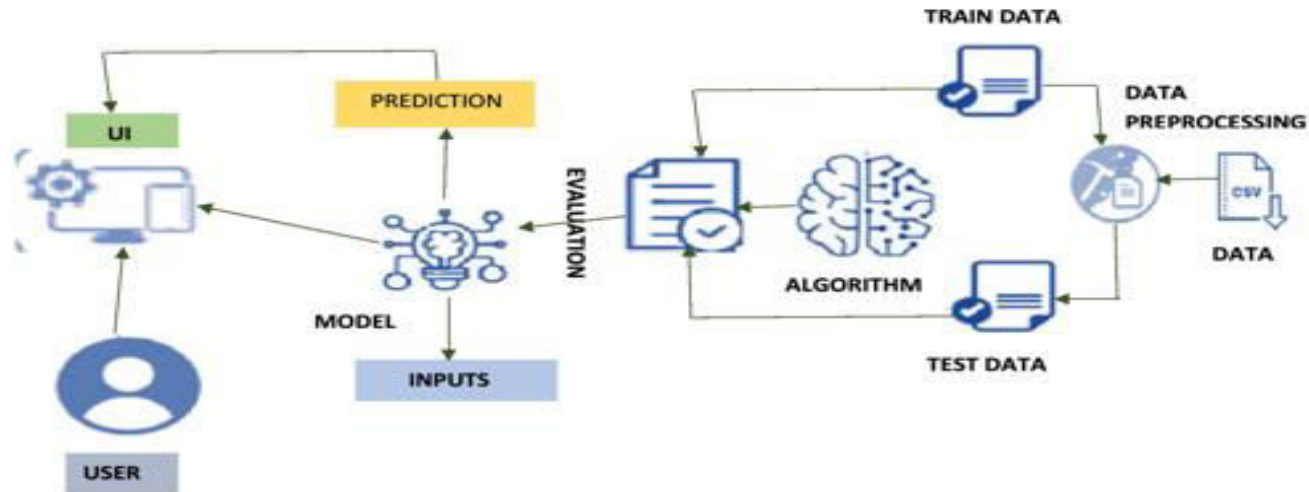 TRAIN DATA
PREDICTION
DATA
PREPROCESSING
UI
EVALUATION
CSV
DATA
ALGORITHM
MODEL
TEST DATA
INPUTS
USER